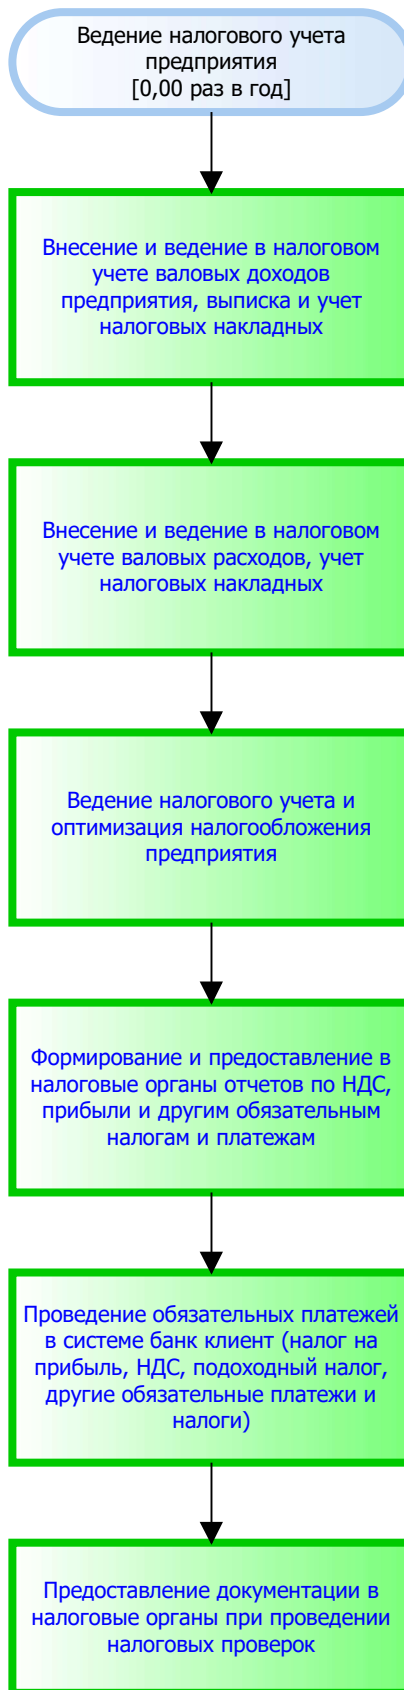 Ведение налогового учета
предприятия
[0,00 раз в год]
Внесение и ведение в налоговом
учете валовых доходов
предприятия, выписка и учет
налоговых накладных
Внесение и ведение в налоговом
учете валовых расходов, учет
налоговых накладных
Ведение налогового учета и
оптимизация налогообложения
предприятия
Формирование и предоставление в
налоговые органы отчетов по НДС,
прибыли и другим обязательным
налогам и платежам
Проведение обязательных платежей
в системе банк клиент (налог на
прибыль, НДС, подоходный налог,
другие обязательные платежи и
налоги)
Предоставление документации в
налоговые органы при проведении
налоговых проверок